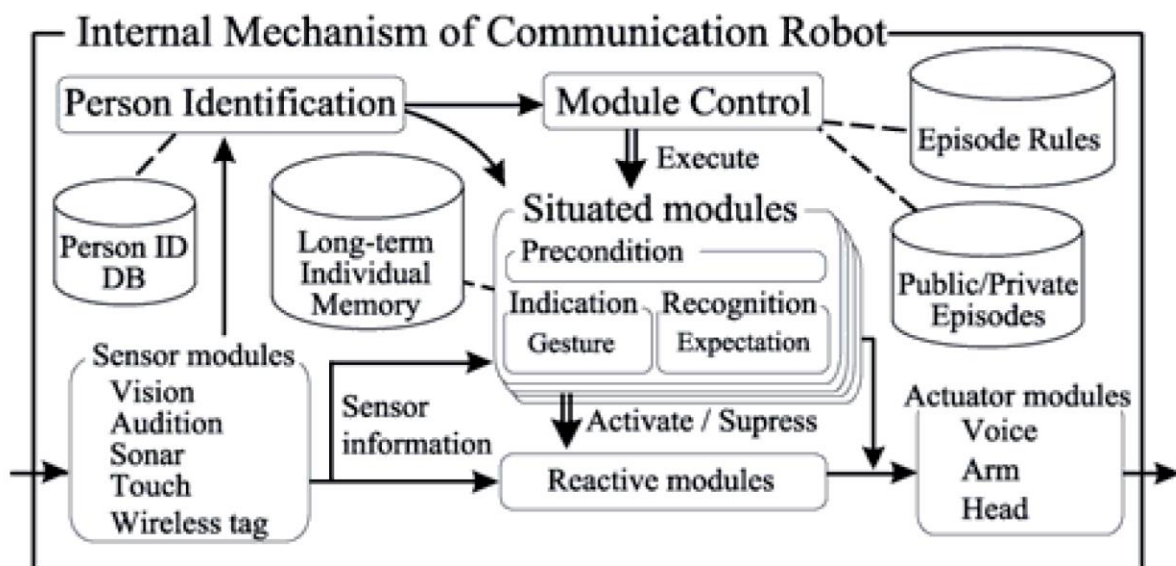 Internal Mechanism of Communication Robot
Person Identification
Module Control
Episode Rules
Execute
Person ID
DB
Long-term
Individual
Memory
Situated modules
Precondition
Indication
Gesture
Recognition
Expectation
Public/Private
Episodes
Sensor modules
Vision
Audition
Sonar
Touch
Wireless tag
Sensor
information
Activate / Supress
Reactive modules
Actuator modules
Voice
Arm
Head